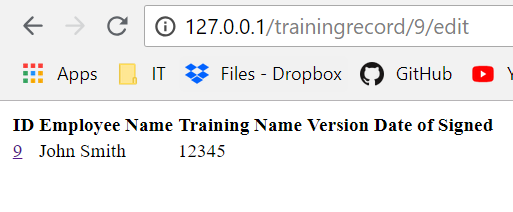 127.0.0.1/trainingrecord/9/edit
Apps IT Files - Dropbox GitHub Y
ID Employee Name Training Name Version Date of Signed
9 John Smith 12345